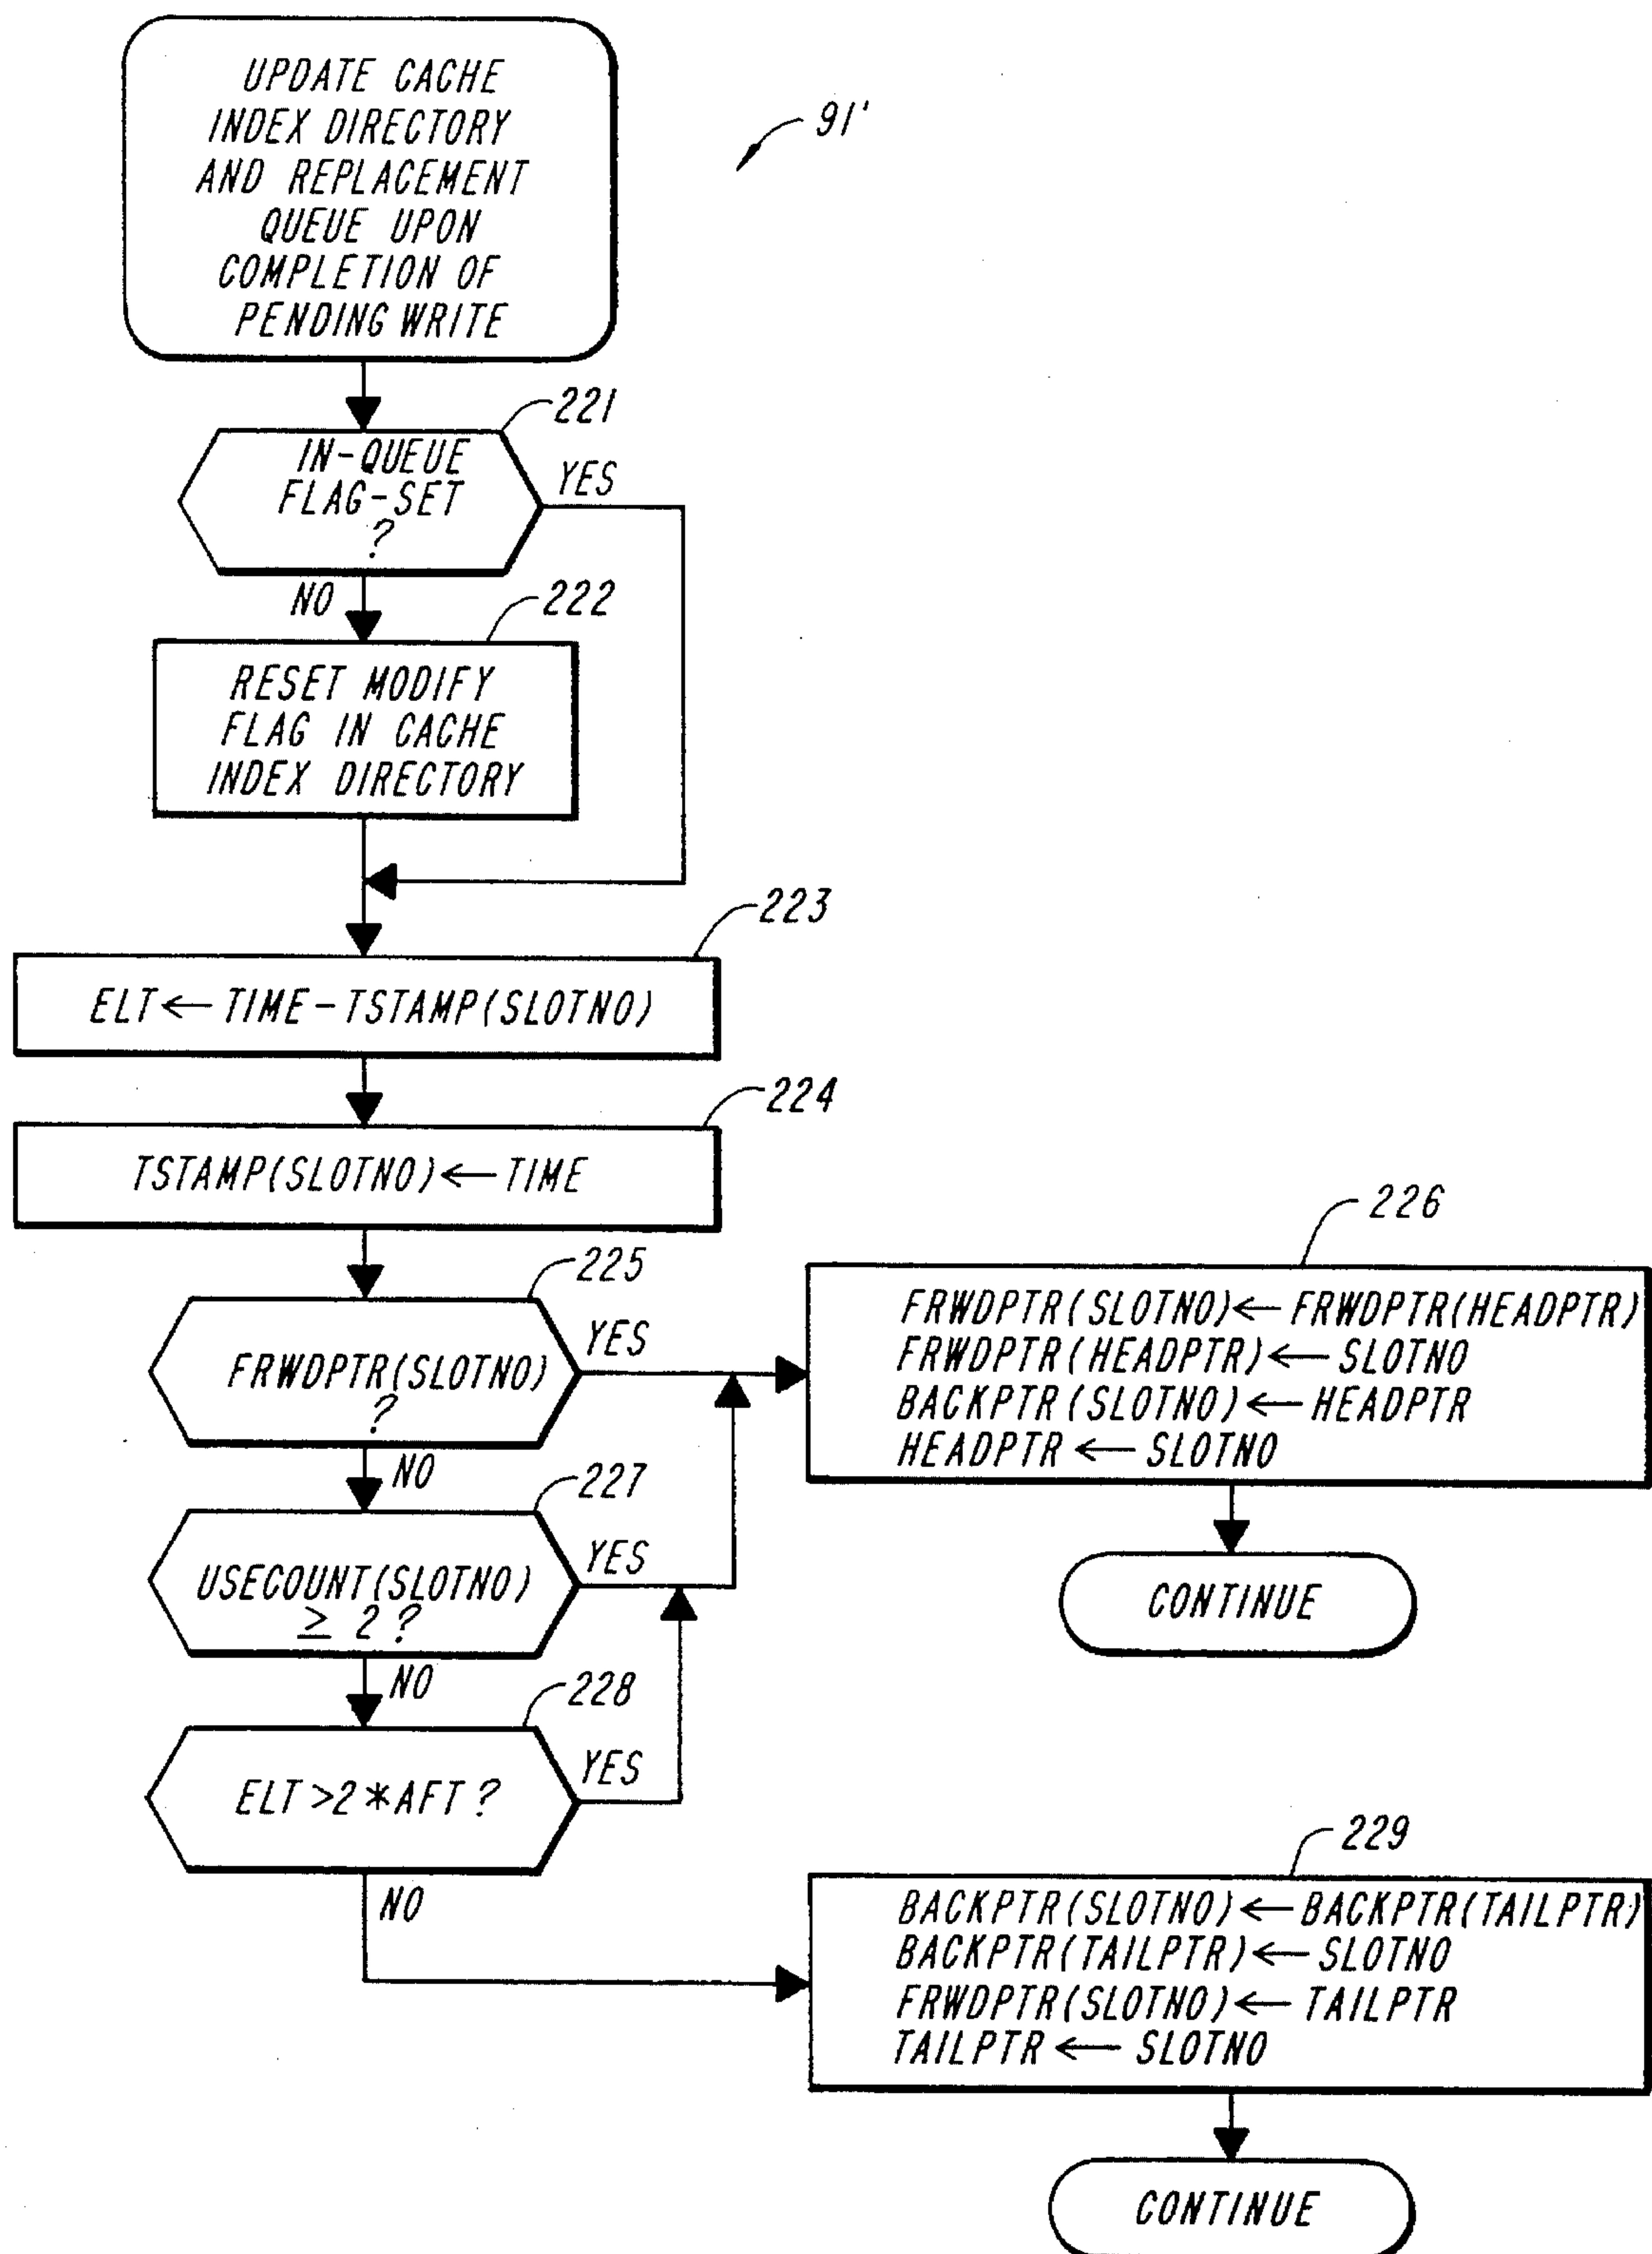 UPDATE CACHE
INDEX DIRECTORY
AND REPLACEMENT
QUEUE UPON
COMPLETION OF
PENDING WRITE
91'
221
IN-QUEUE
FLAG-SET
?
YES
NO
222
RESET MODIFY
FLAG IN CACHE
INDEX DIRECTORY
223
ELT ← TIME-TSTAMP(SLOTNO)
224
TSTAMP(SLOTNO) ← TIME
225
FRWDPTR(SLOTNO)
?
YES
NO
226
FRWDPTR(SLOTNO) ← FRWDPTR(HEADPTR)
FRWDPTR(HEADPTR) ← SLOTNO
BACKPTR(SLOTNO) ← HEADPTR
HEADPTR ← SLOTNO
CONTINUE
227
USECOUNT(SLOTNO)
≥ 2 ?
YES
NO
228
ELT >2*AFT ?
YES
NO
229
BACKPTR(SLOTNO) ← BACKPTR(TAILPTR)
BACKPTR(TAILPTR) ← SLOTNO
FRWDPTR(SLOTNO) ← TAILPTR
TAILPTR ← SLOTNO
CONTINUE